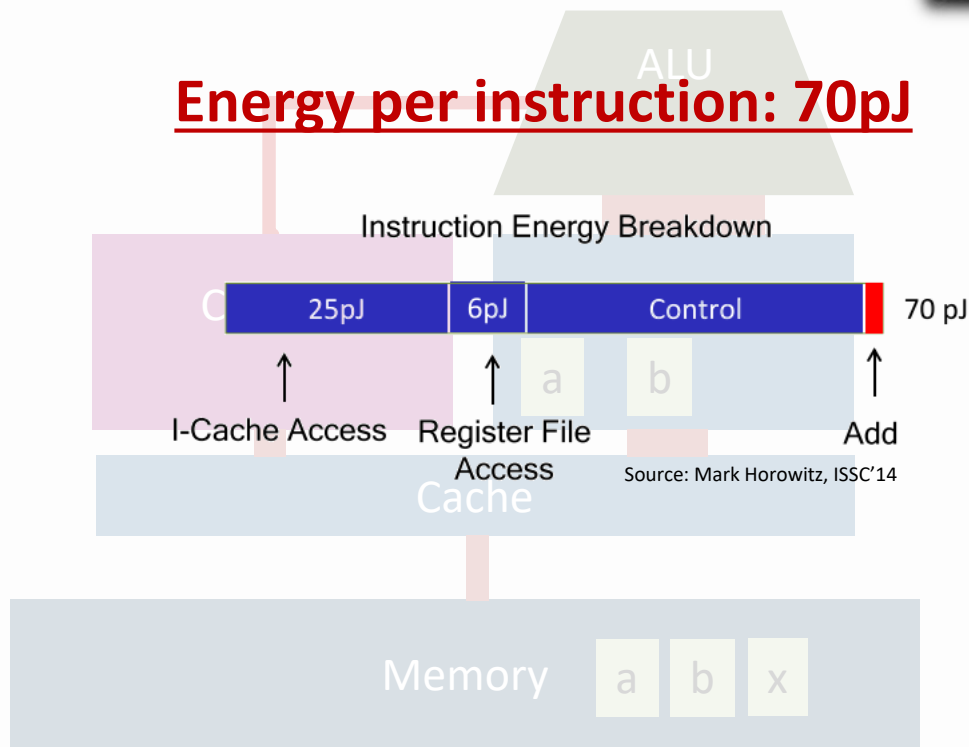 ALU
Energy per instruction: 70pJ
Instruction Energy Breakdown
C
25pJ 6pJ Control 70 pJ
a b
I-Cache Access Register File Access Add
Source: Mark Horowitz, ISSC'14
Cache
Memory a b x